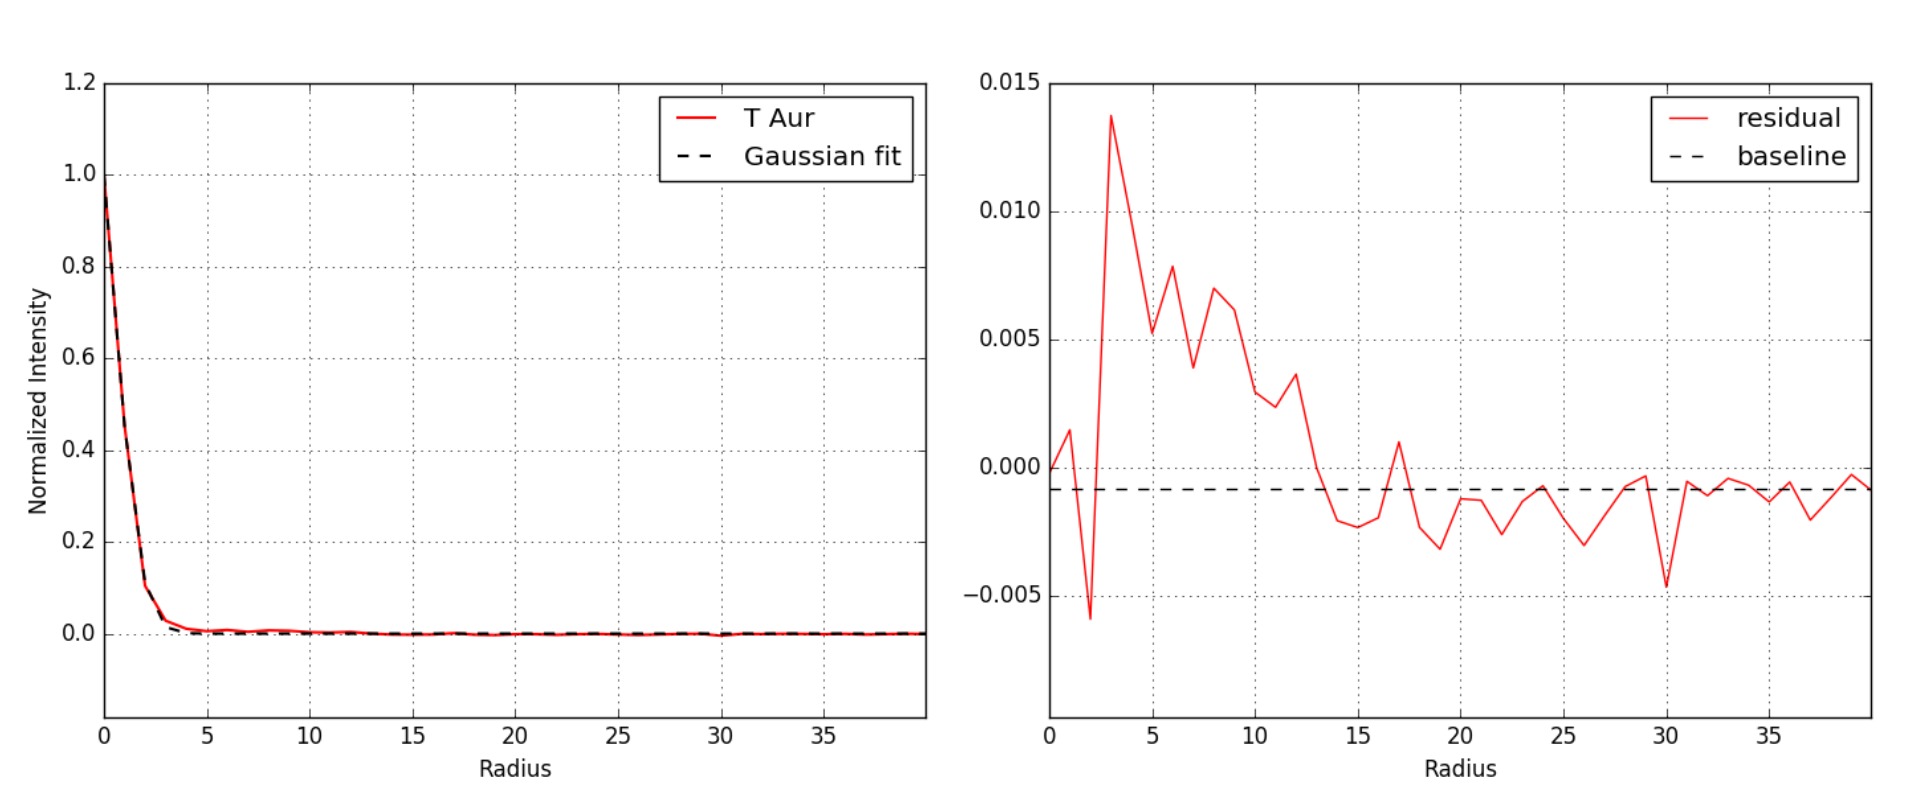 1.2
1.0
0.8
0.6
0.4
0.2
0.0
Normalized Intensity
0 5 10 15 20 25 30 35
Radius
T Aur
Gaussian fit
0.015
0.010
0.005
0.000
−0.005
0 5 10 15 20 25 30 35
Radius
residual
baseline